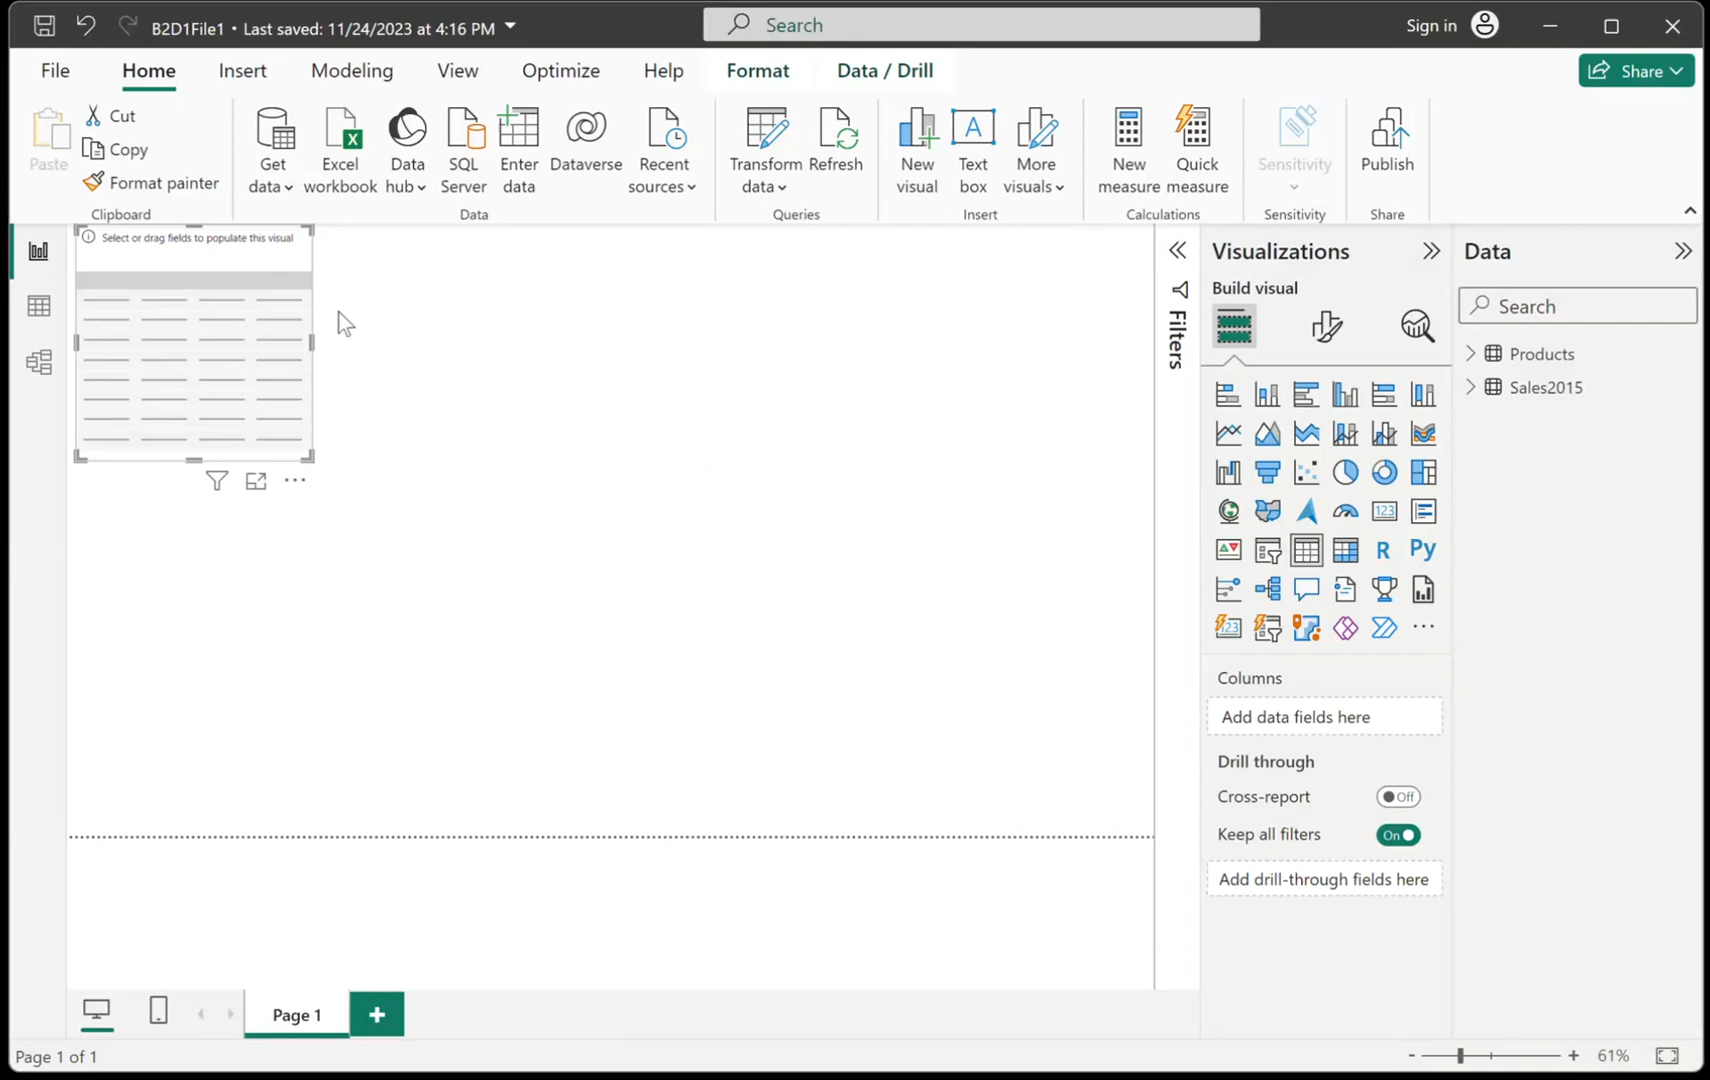 B2D1File1 • Last saved: 11/24/2023 at 4:16 PM
Search
Sign in
File
Home
Insert
Modeling
View
Optimize
Help
Format
Data / Drill
Share
Paste
Cut
Copy
Format painter
Clipboard
Get data
Excel workbook
Data hub
SQL Server
Enter data
Dataverse
Recent sources
Data
Transform data
Refresh
Queries
New visual
Text box
More visuals
Insert
New measure
Quick measure
Calculations
Sensitivity
Sensitivity
Publish
Share
Select or drag fields to populate this visual
Filters
Visualizations
Build visual
123
R
Py
123
Columns
Add data fields here
Drill through
Cross-report
Off
Keep all filters
On
Add drill-through fields here
Data
Search
Products
Sales2015
Page 1
Page 1 of 1
61%